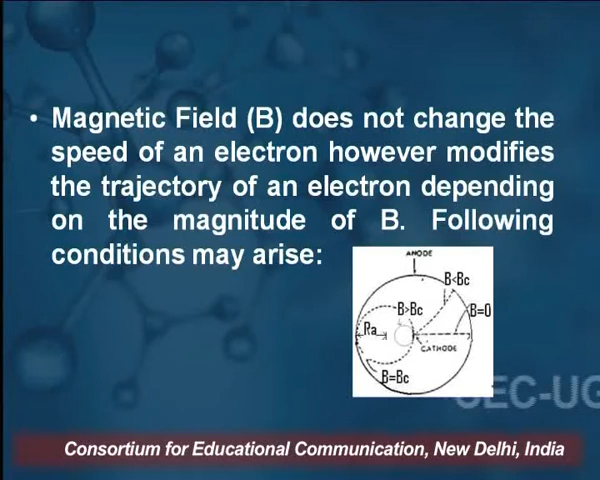 • Magnetic Field (B) does not change the
speed of an electron however modifies
the trajectory of an electron depending
on the magnitude of B. Following
conditions may arise:
ANODE
B<Bc
B>Bc
B=0
Ra
CATHODE
B=Bc
CEC-UG
Consortium for Educational Communication, New Delhi, India